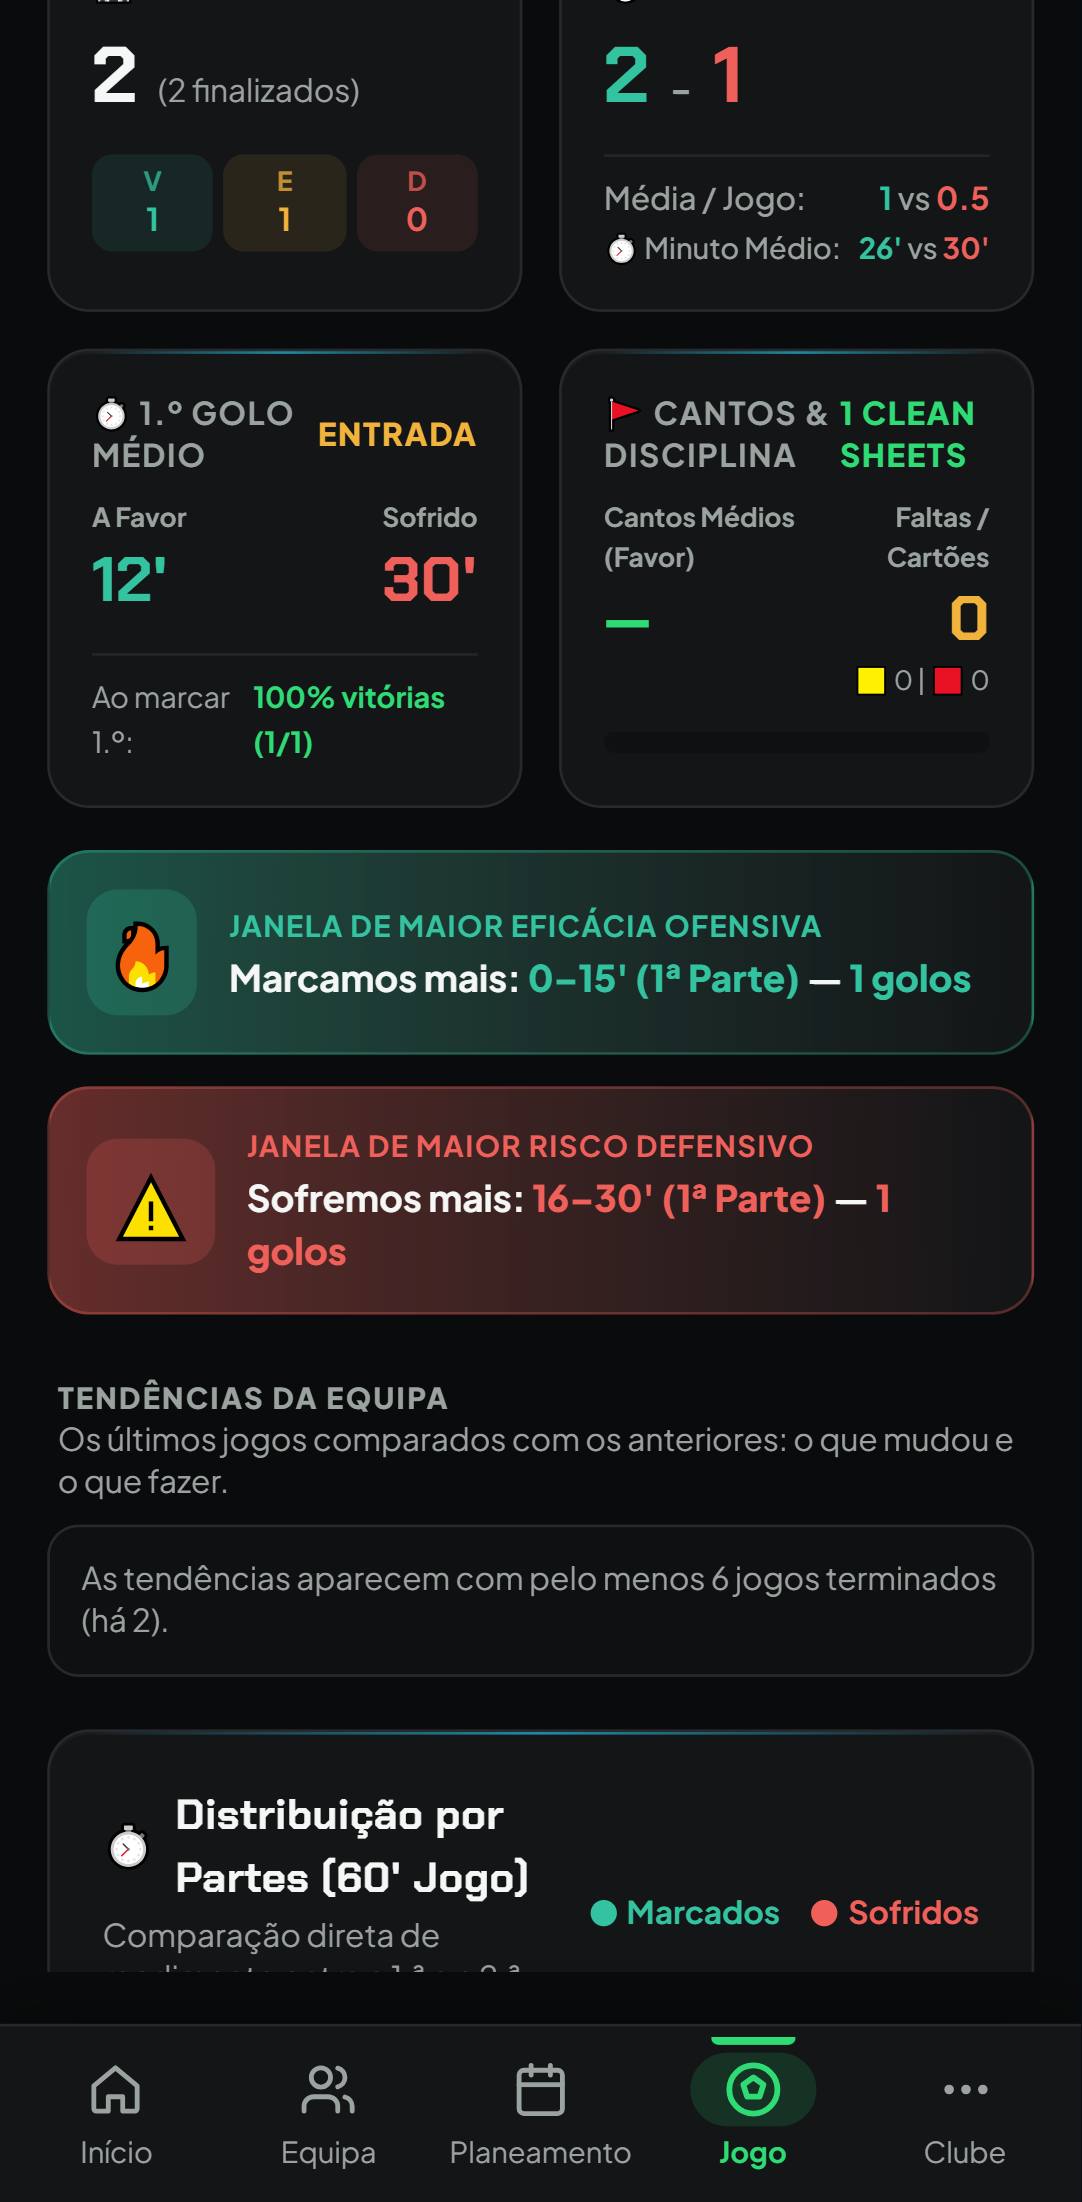 2 (2 finalizados)
V E D
1 1 0
2 - 1
Média / Jogo: 1 vs 0.5
Minuto Médio: 26' vs 30'
1.º GOLO
MÉDIO
ENTRADA
A Favor Sofrido
12' 30'
Ao marcar
1.º:
100% vitórias
(1/1)
CANTOS &
DISCIPLINA
1 CLEAN
SHEETS
Cantos Médios
(Favor)
Faltas /
Cartões
— 0
0 | 0
JANELA DE MAIOR EFICÁCIA OFENSIVA
Marcamos mais: 0–15' (1ª Parte) — 1 golos
JANELA DE MAIOR RISCO DEFENSIVO
Sofremos mais: 16–30' (1ª Parte) — 1
golos
TENDÊNCIAS DA EQUIPA
Os últimos jogos comparados com os anteriores: o que mudou e
o que fazer.
As tendências aparecem com pelo menos 6 jogos terminados
(há 2).
Distribuição por
Partes (60' Jogo)
Comparação direta de
Marcados Sofridos
Início Equipa Planeamento Jogo Clube